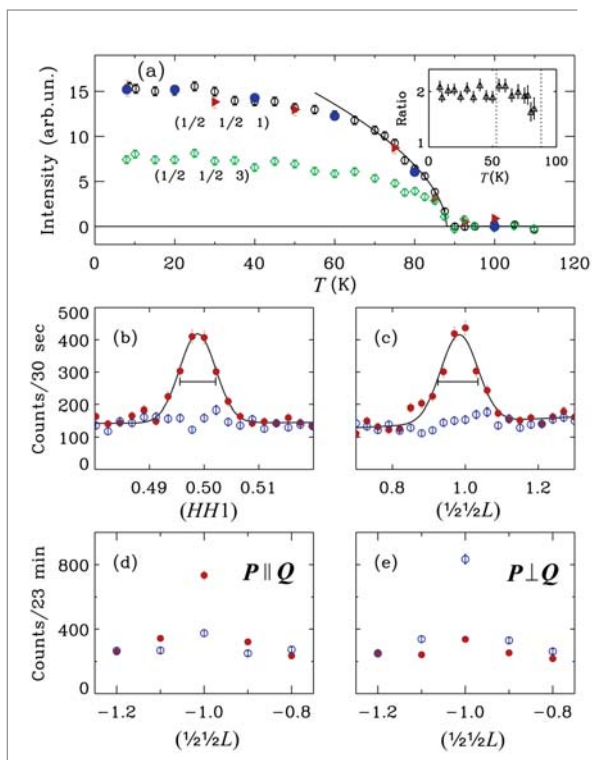 (a)
Intensity (arb.un.)
15
10
5
0
(1/2 1/2 1)
(1/2 1/2 3)
Ratio
2
1
0 50 100
T(K)
0 20 40 60 80 100 120
T (K)
(b)
Counts/30 sec
500
400
300
200
100
0
0.49 0.50 0.51
(HH1)
(c)
0.8 1.0 1.2
(½½L)
(d)
P || Q
Counts/23 min
800
400
0
-1.2 -1.0 -0.8
(½½L)
(e)
P⊥Q
-1.2 -1.0 -0.8
(½½L)